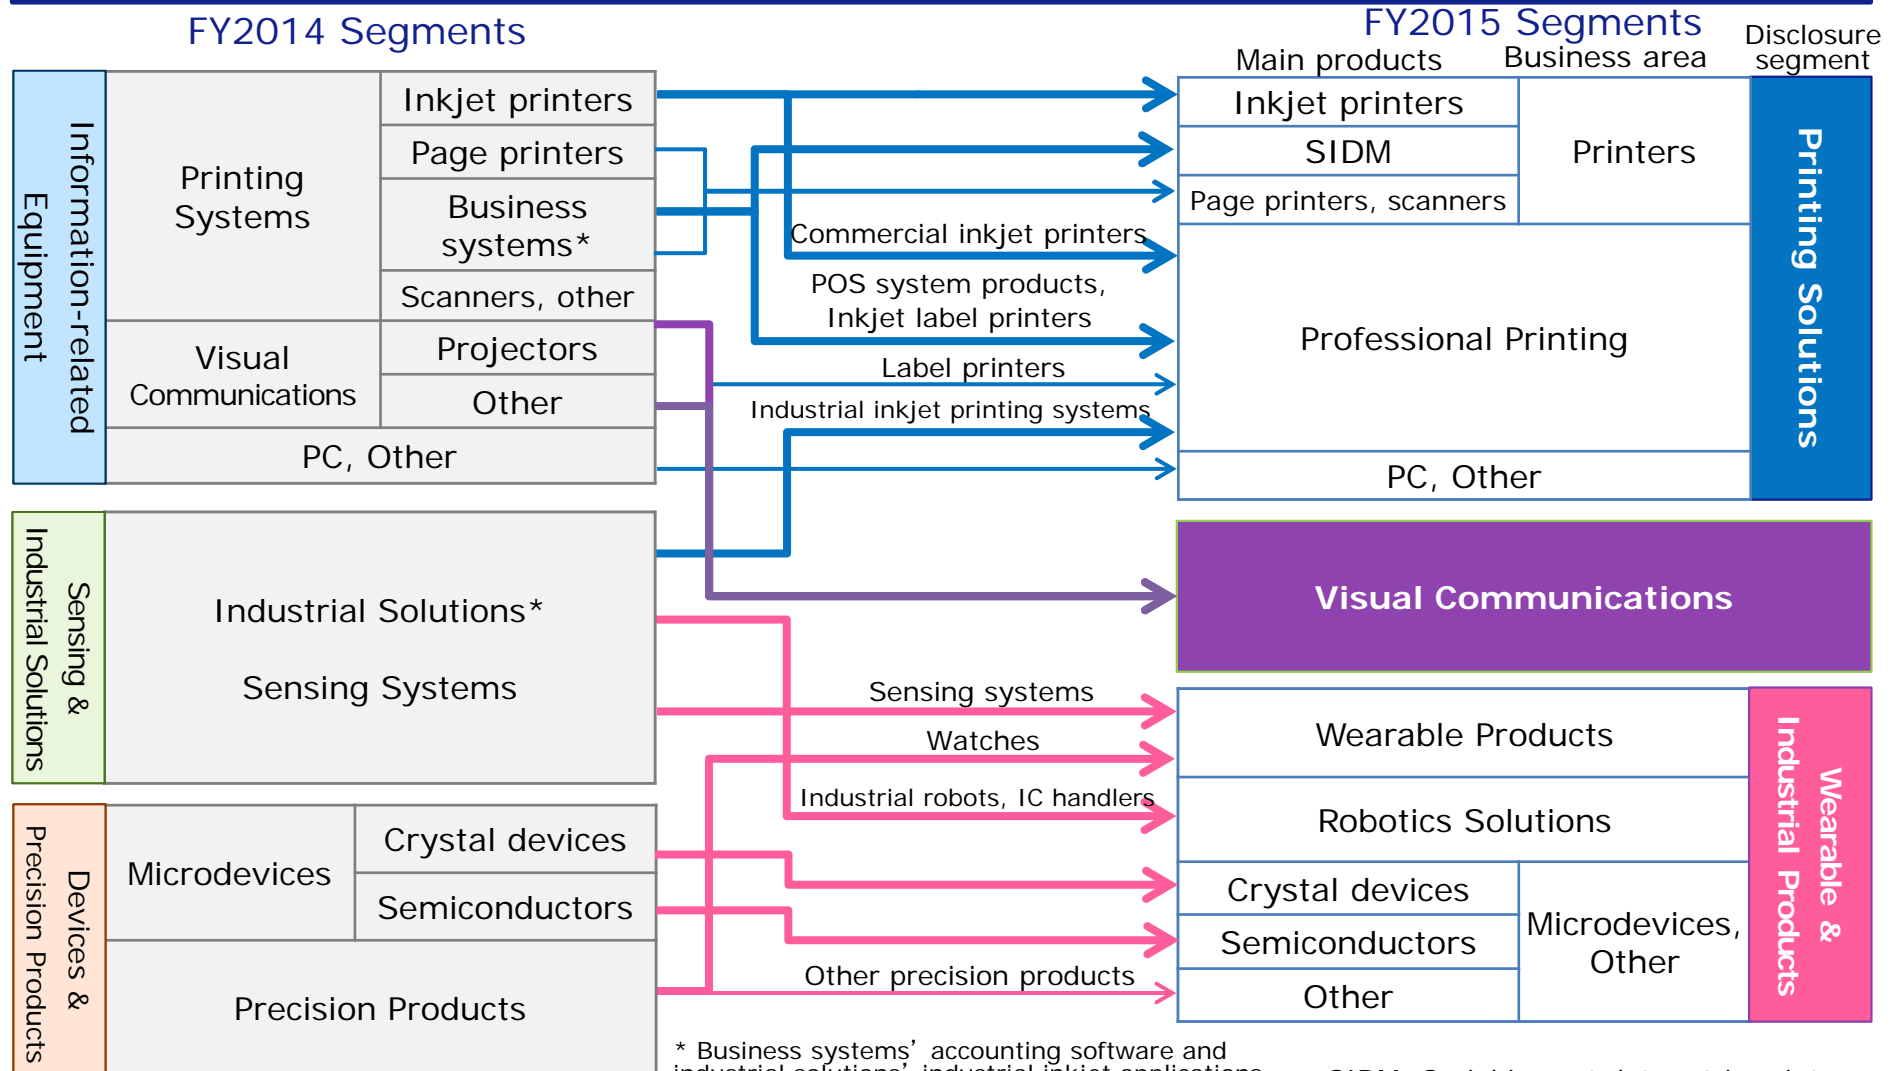 FY2014 Segments
FY2015 Segments
Main products
Business area
Disclosure
segment
Information-related
Equipment
Printing
Systems
Inkjet printers
Page printers
Business
systems*
Scanners, other
Visual
Communications
Projectors
Other
PC, Other
Sensing &
Industrial Solutions
Industrial Solutions*
Sensing Systems
Devices &
Precision Products
Microdevices
Crystal devices
Semiconductors
Precision Products
Commercial inkjet printers
POS system products,
Inkjet label printers
Label printers
Industrial inkjet printing systems
Sensing systems
Watches
Industrial robots, IC handlers
Other precision products
Inkjet printers
SIDM
Page printers, scanners
Printers
Professional Printing
PC, Other
Printing Solutions
Visual Communications
Wearable Products
Robotics Solutions
Crystal devices
Semiconductors
Other
Microdevices,
Other
Wearable &
Industrial Products
* Business systems’ accounting software and
industrial solutions’ industrial inkjet applications